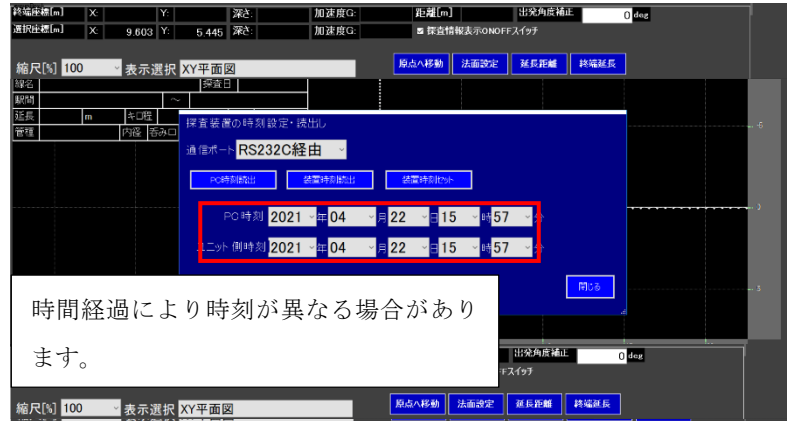 終端座標[m] X: Y: 深さ: 加速度G: 距離[m] 出発角度補正 0 deg
選択座標[m] X: 9.603 Y: 5.445 深さ: 加速度G: 探査情報表示ONOFFスイッチ
縮尺[%] 100 表示選択 XY平面図 原点へ移動 法面設定 延長距離 終端延長
線名 探査日
駅間 ～
延長 m キロ程
管種 内径 呑み口
探査装置の時刻設定・読出し
通信ポート RS232C経由
PC時刻読出 装置時刻読出 装置時刻セット
PC時刻 2021 年 04 月 22 日 15 時 57 分
ユニット側時刻 2021 年 04 月 22 日 15 時 57 分
閉じる
時間経過により時刻が異なる場合があり
ます。
出発角度補正 0 deg
スイッチ
縮尺[%] 100 表示選択 XY平面図 原点へ移動 法面設定 延長距離 終端延長